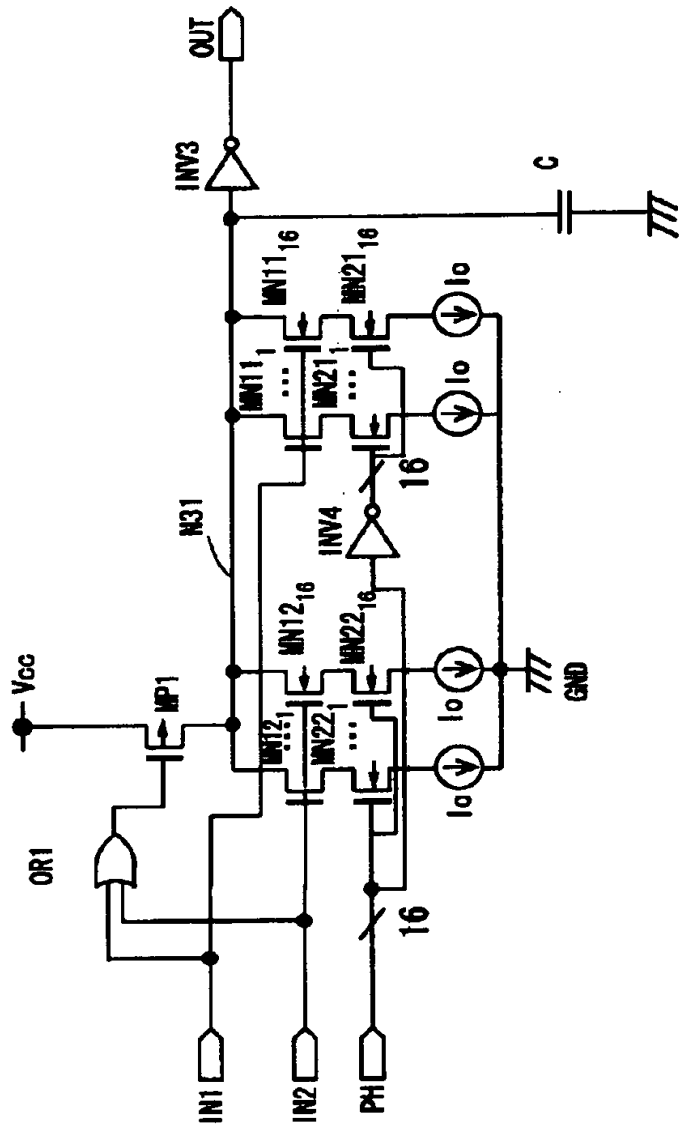 IN1
IN2
PH
OR1
Vcc
MP1
N31
INV3
OUT
MN12₁
...
MN12₁₆
MN22₁
...
MN22₁₆
MN11₁
...
MN11₁₆
MN21₁
...
MN21₁₆
INV4
16
16
Io
Io
Io
Io
GND
C